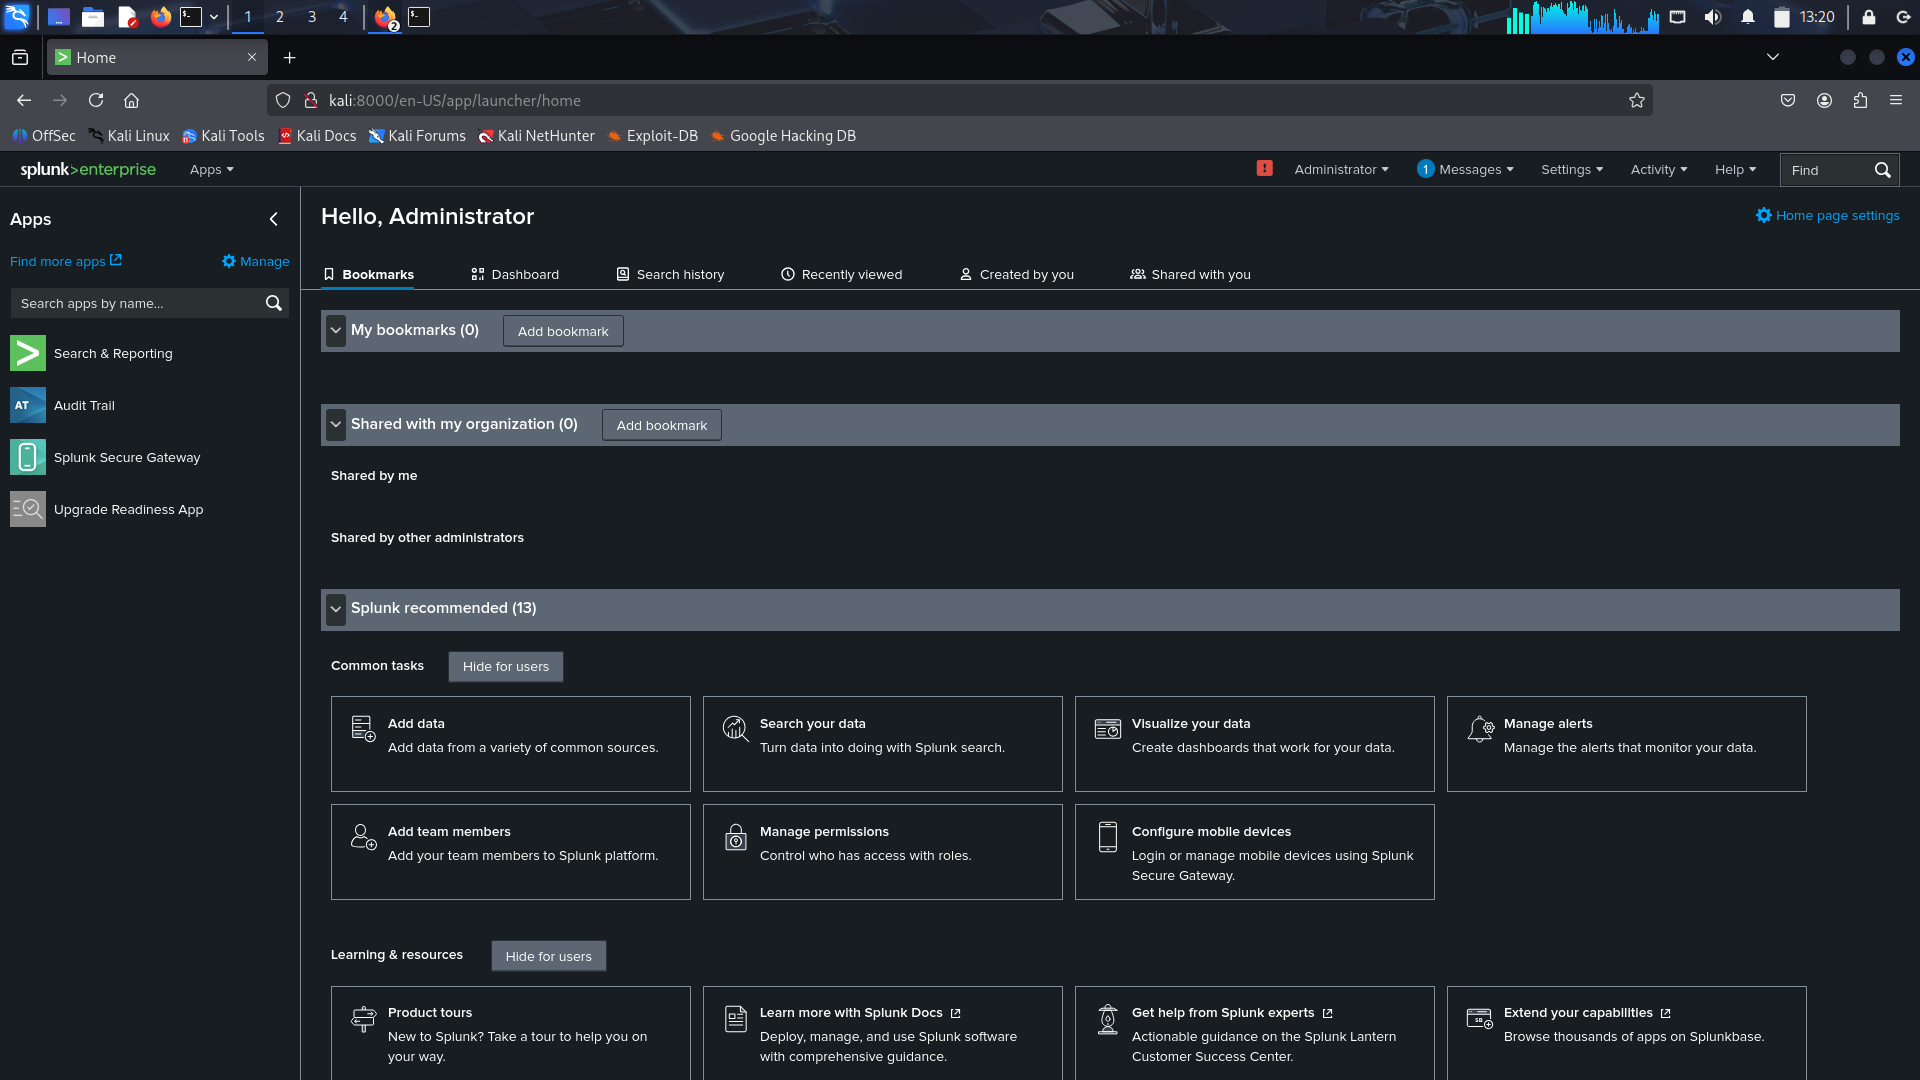 1
2
3
4
2
13:20
Home
kali:8000/en-US/app/launcher/home
OffSec
Kali Linux
Kali Tools
Kali Docs
Kali Forums
Kali NetHunter
Exploit-DB
Google Hacking DB
splunk>enterprise
Apps
Administrator
1
Messages
Settings
Activity
Help
Find
Apps
Find more apps
Manage
Search apps by name...
Search & Reporting
AT
Audit Trail
Splunk Secure Gateway
Upgrade Readiness App
Hello, Administrator
Home page settings
Bookmarks
Dashboard
Search history
Recently viewed
Created by you
Shared with you
My bookmarks (0)
Add bookmark
Shared with my organization (0)
Add bookmark
Shared by me
Shared by other administrators
Splunk recommended (13)
Common tasks
Hide for users
Add data
Add data from a variety of common sources.
Search your data
Turn data into doing with Splunk search.
Visualize your data
Create dashboards that work for your data.
Manage alerts
Manage the alerts that monitor your data.
Add team members
Add your team members to Splunk platform.
Manage permissions
Control who has access with roles.
Configure mobile devices
Login or manage mobile devices using Splunk
Secure Gateway.
Learning & resources
Hide for users
Product tours
New to Splunk? Take a tour to help you on
your way.
Learn more with Splunk Docs
Deploy, manage, and use Splunk software
with comprehensive guidance.
Get help from Splunk experts
Actionable guidance on the Splunk Lantern
Customer Success Center.
Extend your capabilities
Browse thousands of apps on Splunkbase.